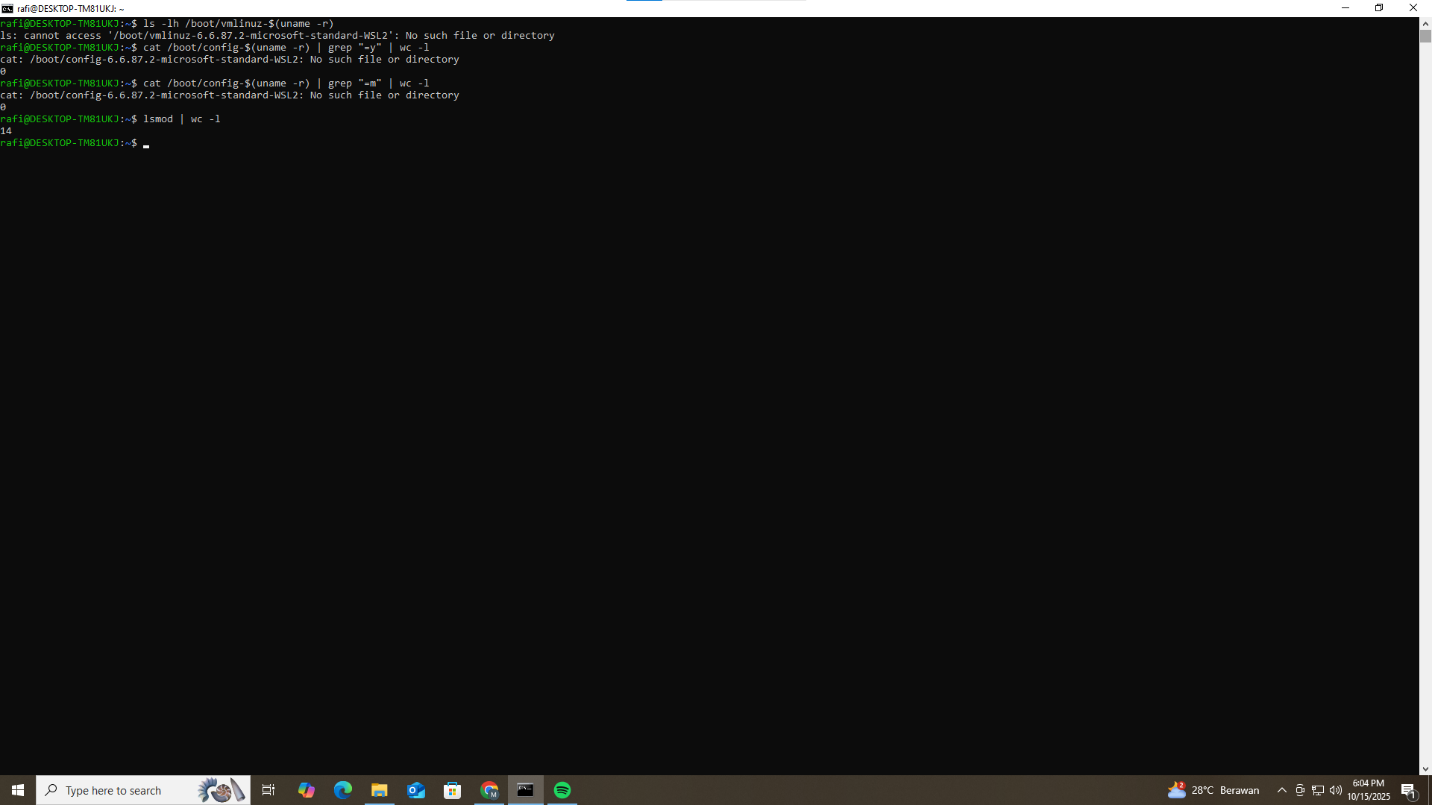 rafi@DESKTOP-TM81UKJ: ~
rafi@DESKTOP-TM81UKJ:~$ ls -lh /boot/vmlinuz-$(uname -r)
ls: cannot access '/boot/vmlinuz-6.6.87.2-microsoft-standard-WSL2': No such file or directory
rafi@DESKTOP-TM81UKJ:~$ cat /boot/config-$(uname -r) | grep "=y" | wc -l
cat: /boot/config-6.6.87.2-microsoft-standard-WSL2: No such file or directory
0
rafi@DESKTOP-TM81UKJ:~$ cat /boot/config-$(uname -r) | grep "=m" | wc -l
cat: /boot/config-6.6.87.2-microsoft-standard-WSL2: No such file or directory
0
rafi@DESKTOP-TM81UKJ:~$ lsmod | wc -l
14
rafi@DESKTOP-TM81UKJ:~$
Type here to search
M
2
28°C Berawan
6:04 PM
10/15/2025
1